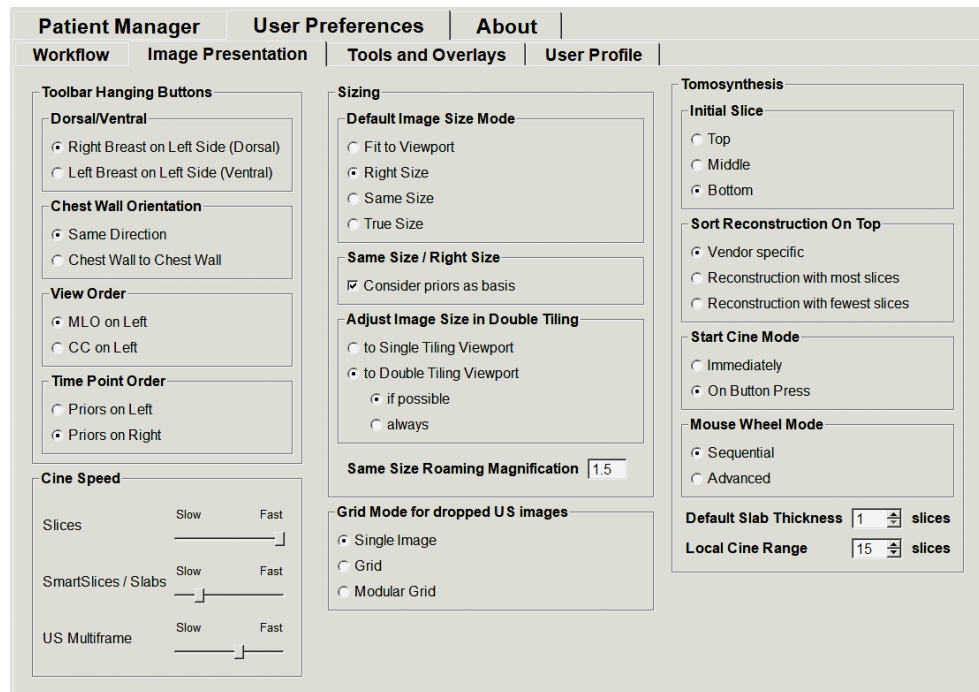 Patient Manager User Preferences About
Workflow Image Presentation Tools and Overlays User Profile
Toolbar Hanging Buttons
Dorsal/Ventral
Right Breast on Left Side (Dorsal)
Left Breast on Left Side (Ventral)
Chest Wall Orientation
Same Direction
Chest Wall to Chest Wall
View Order
MLO on Left
CC on Left
Time Point Order
Priors on Left
Priors on Right
Cine Speed
Slices Slow Fast
SmartSlices / Slabs Slow Fast
US Multiframe Slow Fast
Sizing
Default Image Size Mode
Fit to Viewport
Right Size
Same Size
True Size
Same Size / Right Size
Consider priors as basis
Adjust Image Size in Double Tiling
to Single Tiling Viewport
to Double Tiling Viewport
if possible
always
Same Size Roaming Magnification 1.5
Grid Mode for dropped US images
Single Image
Grid
Modular Grid
Tomosynthesis
Initial Slice
Top
Middle
Bottom
Sort Reconstruction On Top
Vendor specific
Reconstruction with most slices
Reconstruction with fewest slices
Start Cine Mode
Immediately
On Button Press
Mouse Wheel Mode
Sequential
Advanced
Default Slab Thickness 1 slices
Local Cine Range 15 slices